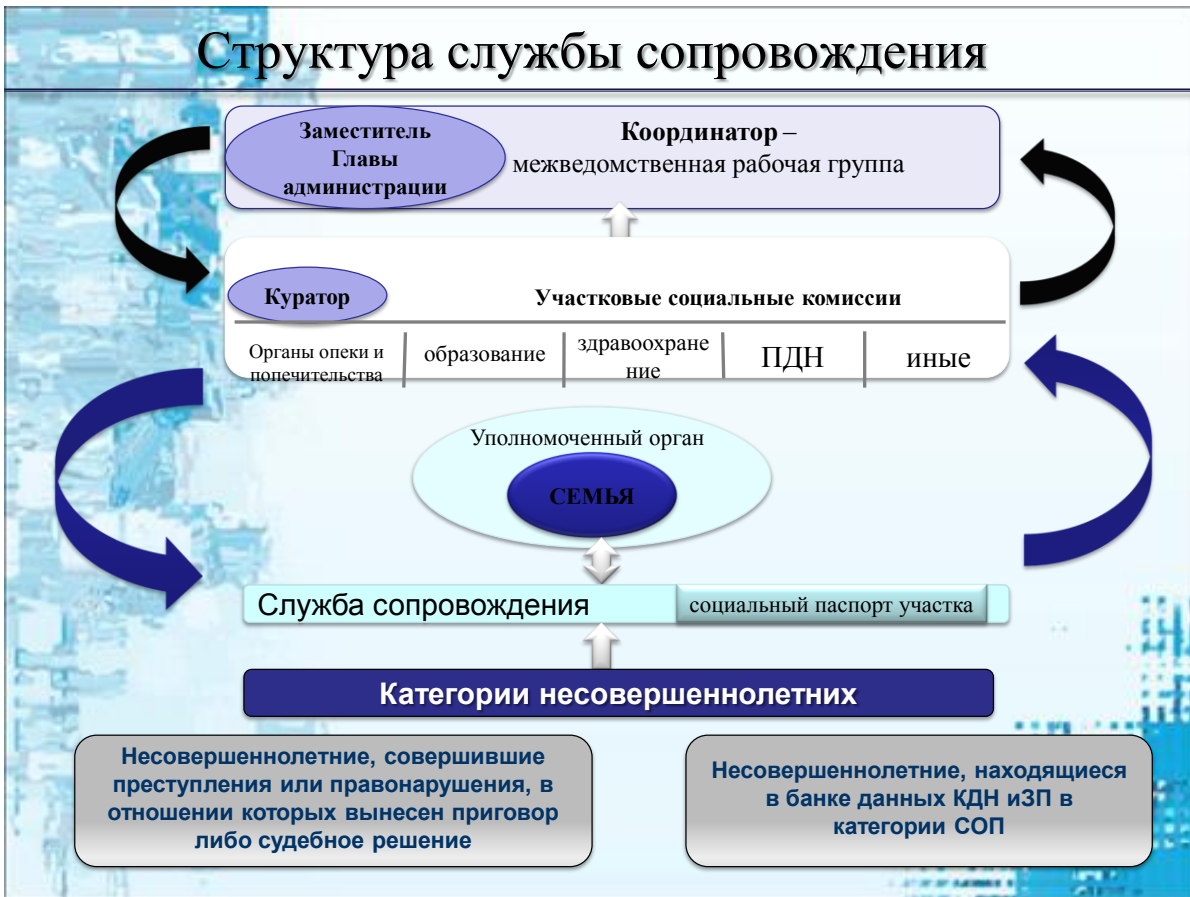 Структура службы сопровождения
Заместитель
Главы
администрации
Координатор –
межведомственная рабочая группа
Куратор
Участковые социальные комиссии
Органы опеки и
попечительства
образование
здравоохране
ние
ПДН
иные
Уполномоченный орган
СЕМЬЯ
Служба сопровождения
социальный паспорт участка
Категории несовершеннолетних
Несовершеннолетние, совершившие
преступления или правонарушения, в
отношении которых вынесен приговор
либо судебное решение
Несовершеннолетние, находящиеся
в банке данных КДН иЗП в
категории СОП